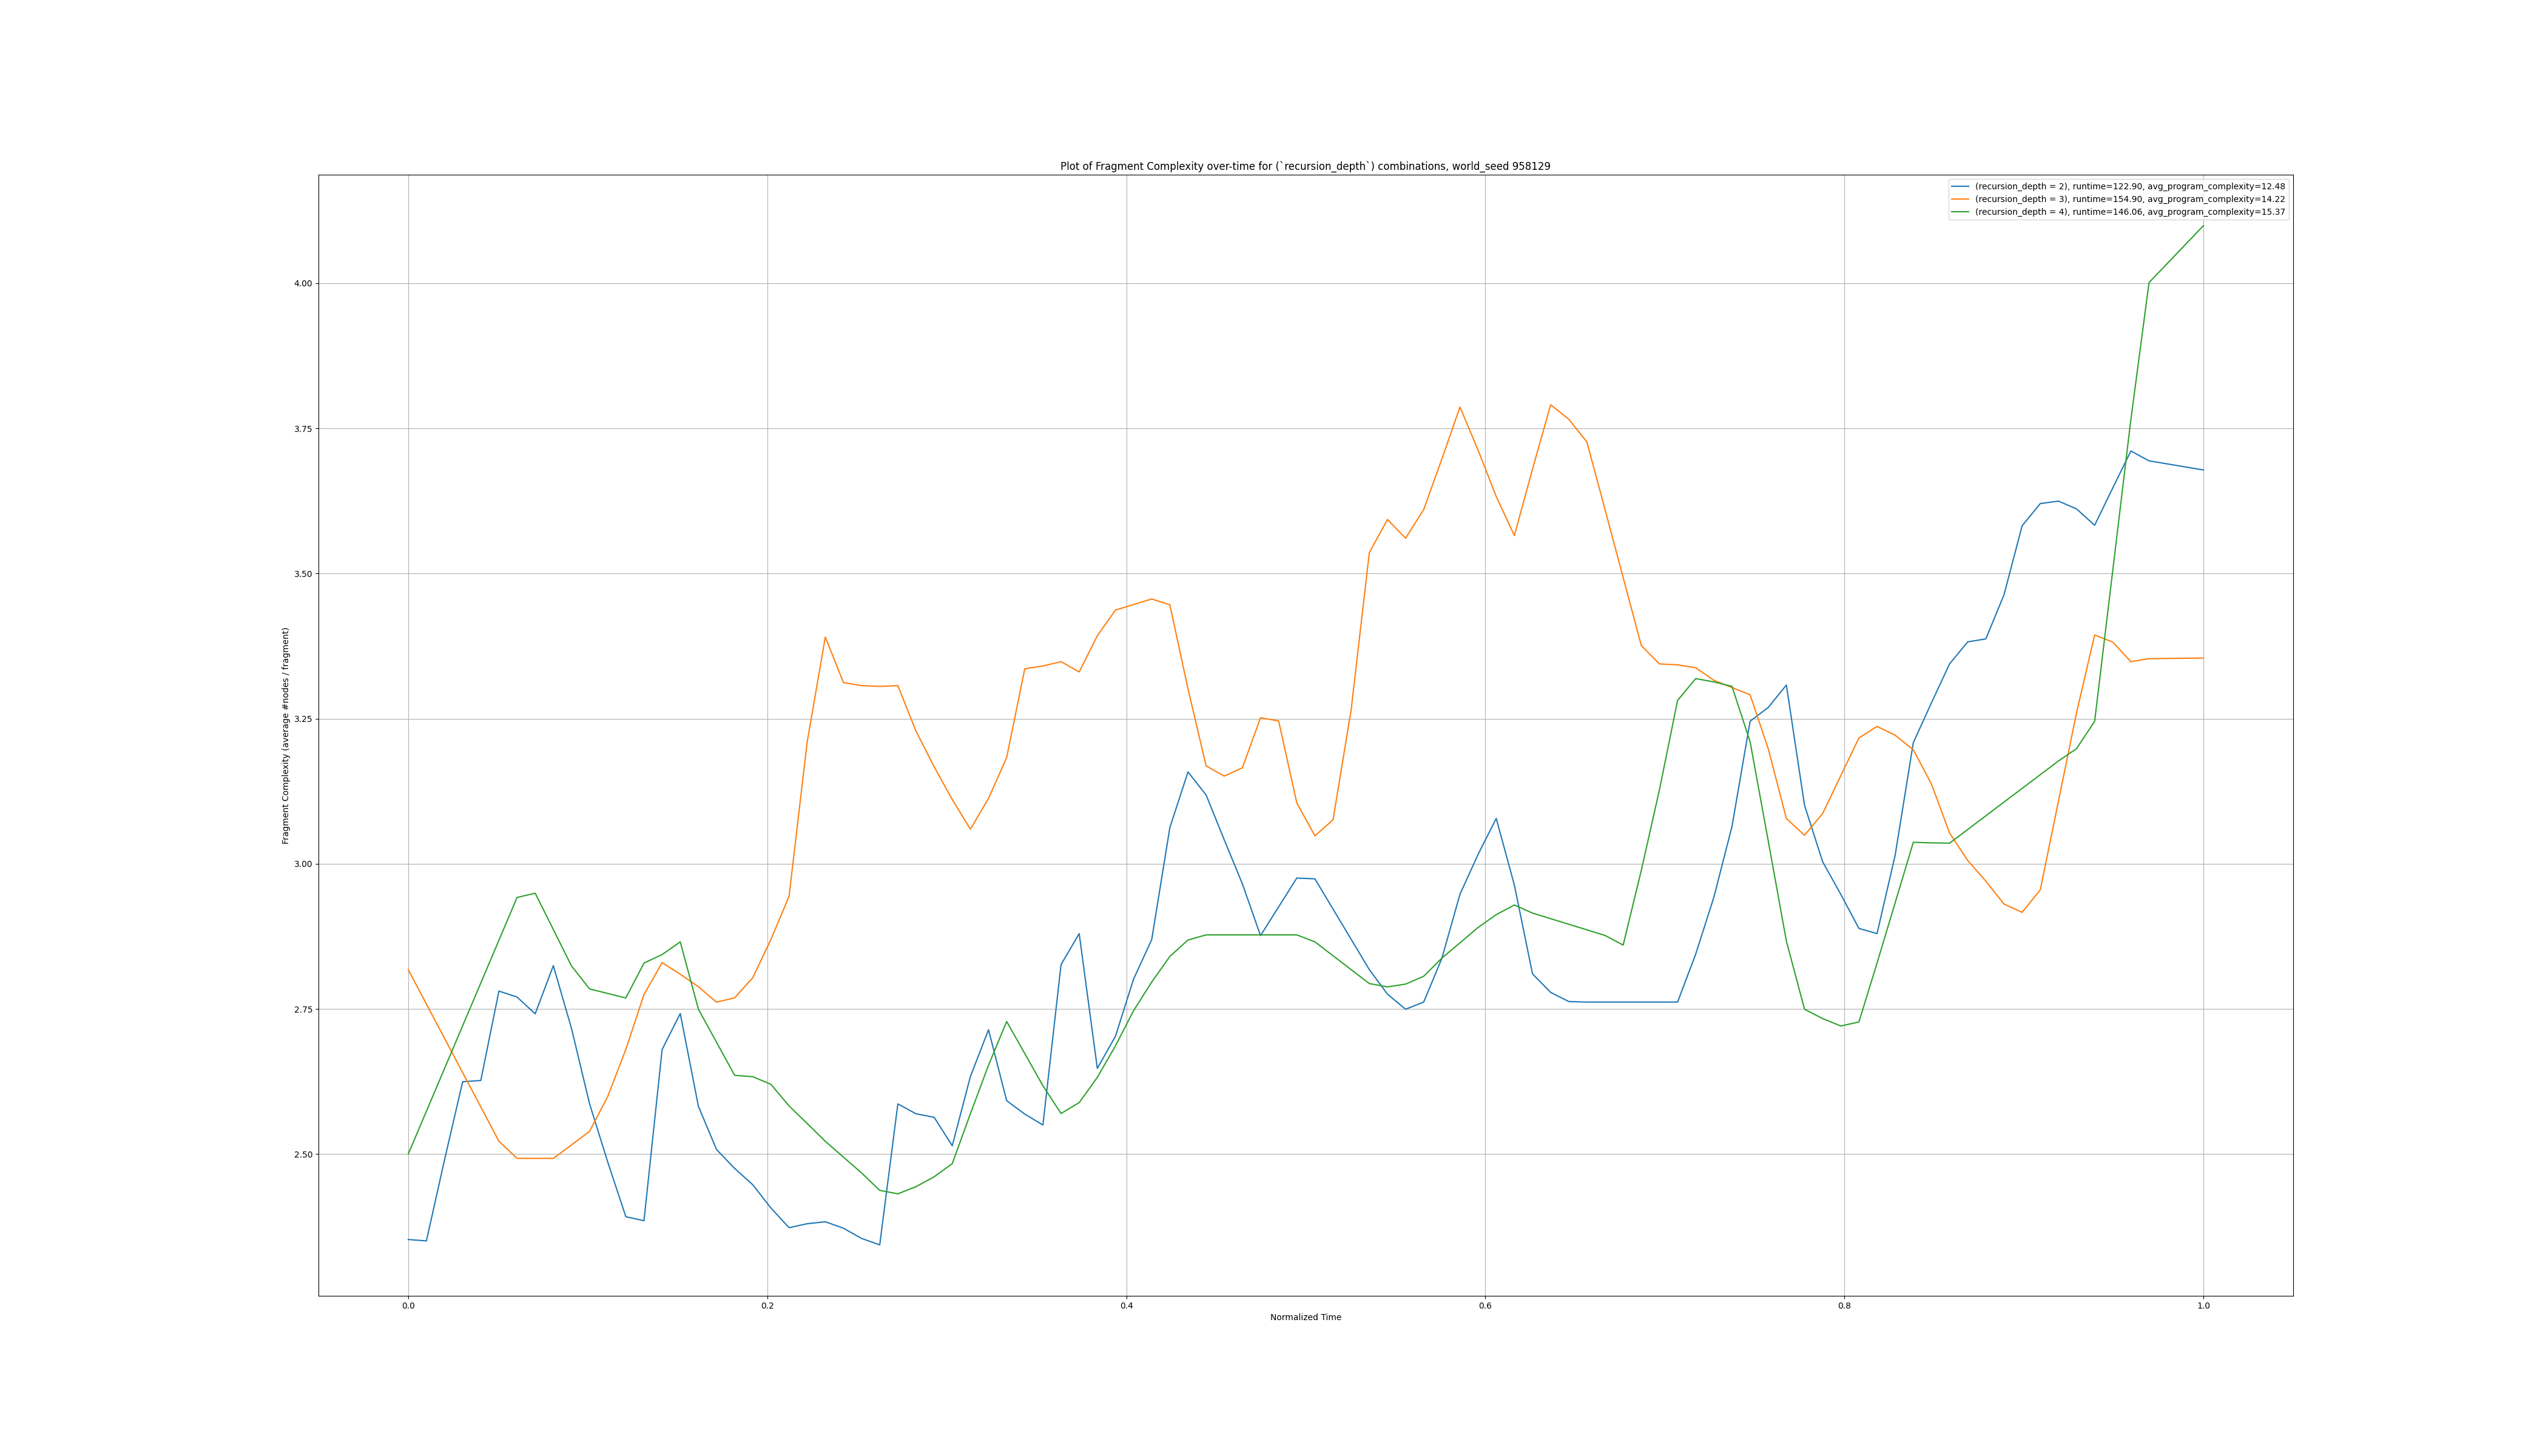 Plot of Fragment Complexity over-time for (`recursion_depth`) combinations, world_seed 958129
(recursion_depth = 2), runtime=122.90, avg_program_complexity=12.48
(recursion_depth = 3), runtime=154.90, avg_program_complexity=14.22
(recursion_depth = 4), runtime=146.06, avg_program_complexity=15.37
Fragment Complexity (average #nodes / fragment)
4.00
3.75
3.50
3.25
3.00
2.75
2.50
0.0 0.2 0.4 0.6 0.8 1.0
Normalized Time